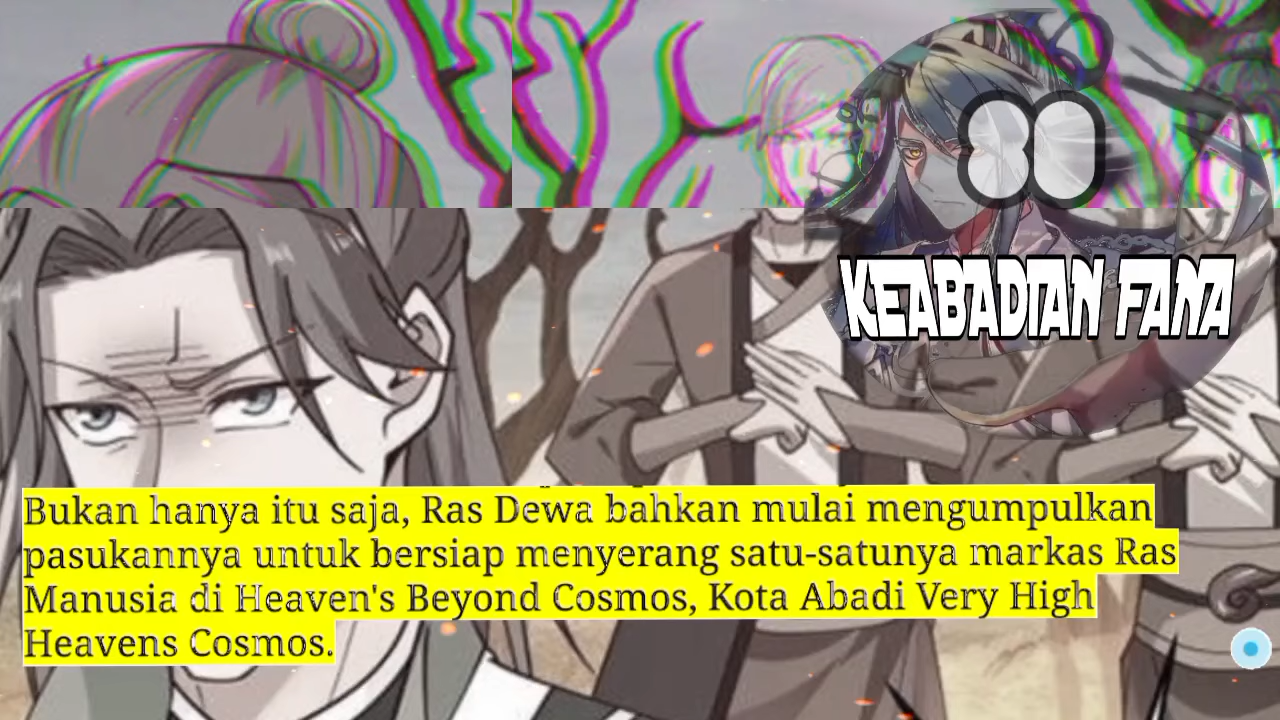 80
KEABADIAN FANA
Bukan hanya itu saja, Ras Dewa bahkan mulai mengumpulkan
pasukannya untuk bersiap menyerang satu-satunya markas Ras
Manusia di Heaven's Beyond Cosmos, Kota Abadi Very High
Heavens Cosmos.